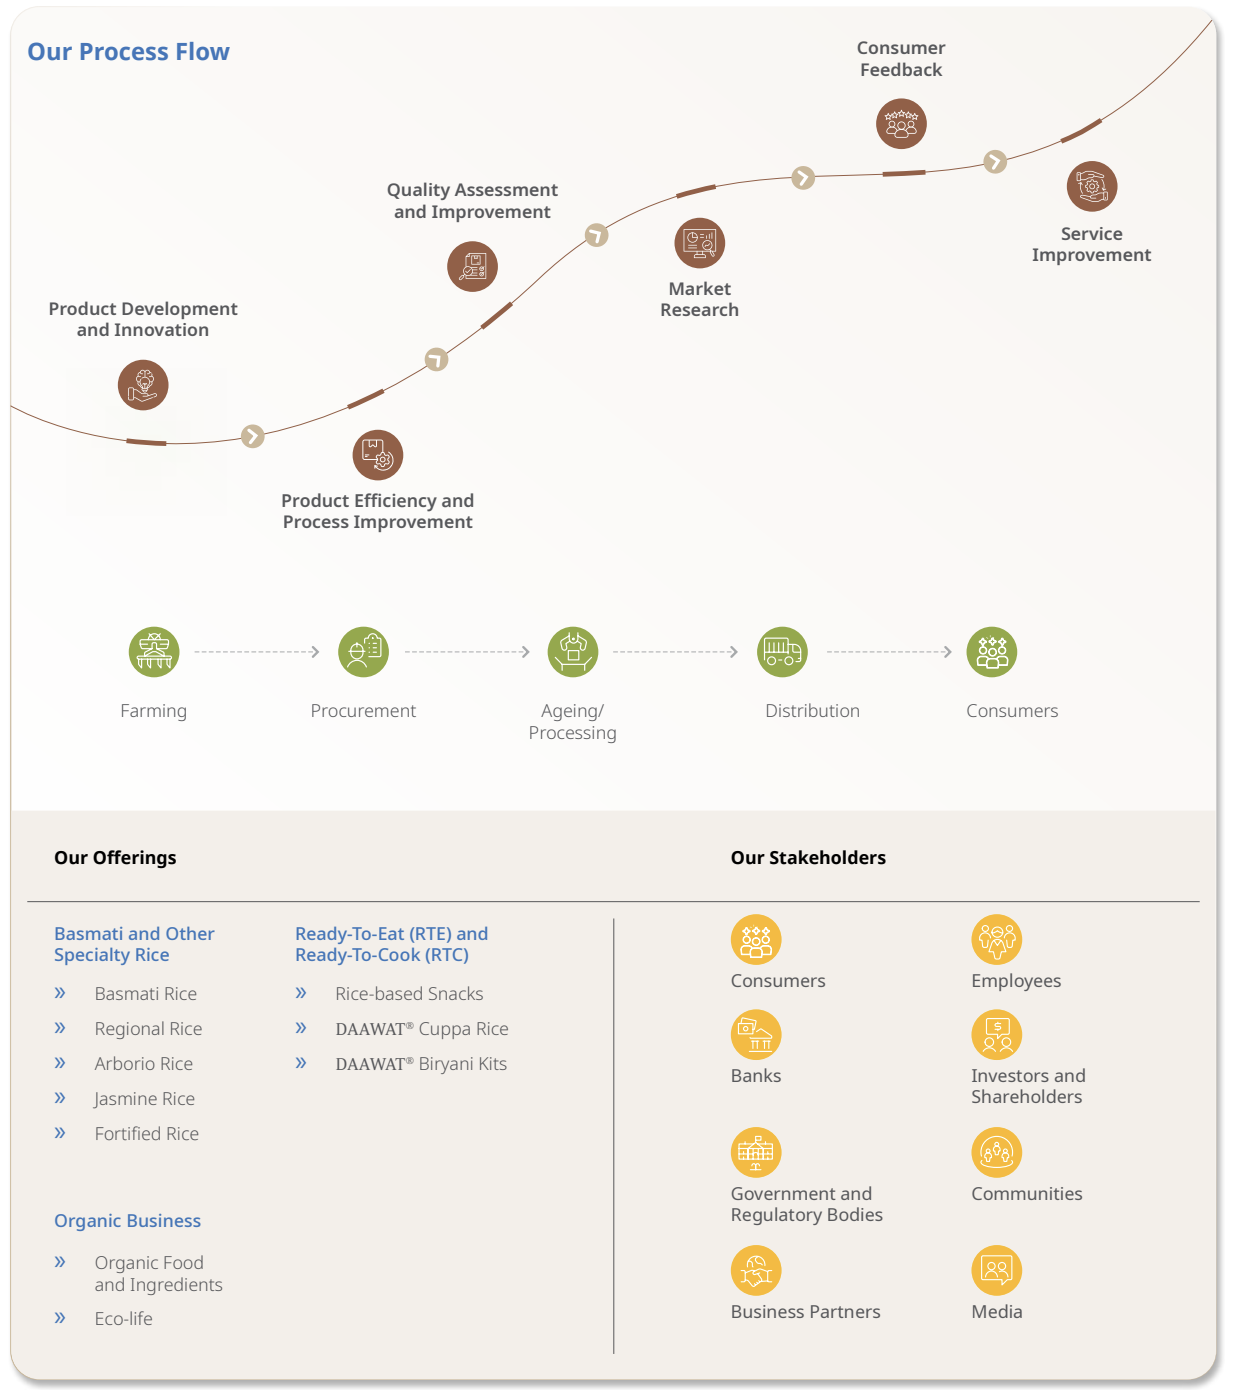 Our Process Flow
Consumer
Feedback
Quality Assessment
and Improvement
Service
Improvement
Market
Research
Product Development
and Innovation
Product Efficiency and
Process Improvement
Farming
Procurement
Ageing/
Processing
Distribution
Consumers
Our Offerings
Basmati and Other
Specialty Rice
» Basmati Rice
» Regional Rice
» Arborio Rice
» Jasmine Rice
» Fortified Rice
Ready-To-Eat (RTE) and
Ready-To-Cook (RTC)
» Rice-based Snacks
» DAAWAT® Cuppa Rice
» DAAWAT® Biryani Kits
Organic Business
» Organic Food
and Ingredients
» Eco-life
Our Stakeholders
Consumers
Employees
Banks
Investors and
Shareholders
Government and
Regulatory Bodies
Communities
Business Partners
Media